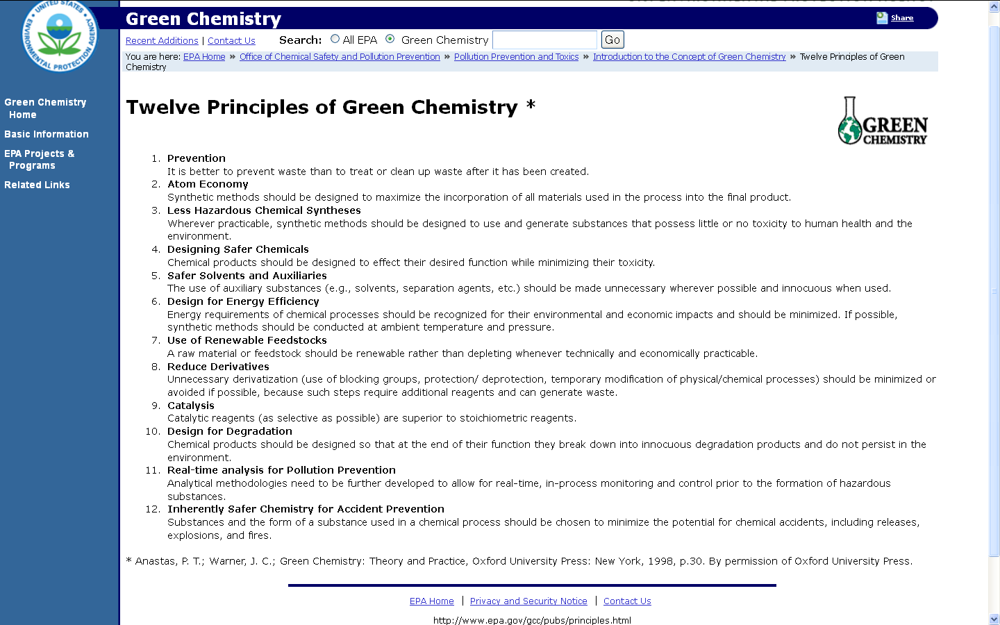 Green Chemistry
Share
Recent Additions | Contact Us Search: All EPA Green Chemistry Go
You are here: EPA Home » Office of Chemical Safety and Pollution Prevention » Pollution Prevention and Toxics » Introduction to the Concept of Green Chemistry » Twelve Principles of Green
Chemistry
UNITED STATES
ENVIRONMENTAL PROTECTION AGENCY
Green Chemistry
Home
Basic Information
EPA Projects &
Programs
Related Links
Twelve Principles of Green Chemistry *
GREEN
CHEMISTRY
1. Prevention
It is better to prevent waste than to treat or clean up waste after it has been created.
2. Atom Economy
Synthetic methods should be designed to maximize the incorporation of all materials used in the process into the final product.
3. Less Hazardous Chemical Syntheses
Wherever practicable, synthetic methods should be designed to use and generate substances that possess little or no toxicity to human health and the
environment.
4. Designing Safer Chemicals
Chemical products should be designed to effect their desired function while minimizing their toxicity.
5. Safer Solvents and Auxiliaries
The use of auxiliary substances (e.g., solvents, separation agents, etc.) should be made unnecessary wherever possible and innocuous when used.
6. Design for Energy Efficiency
Energy requirements of chemical processes should be recognized for their environmental and economic impacts and should be minimized. If possible,
synthetic methods should be conducted at ambient temperature and pressure.
7. Use of Renewable Feedstocks
A raw material or feedstock should be renewable rather than depleting whenever technically and economically practicable.
8. Reduce Derivatives
Unnecessary derivatization (use of blocking groups, protection/ deprotection, temporary modification of physical/chemical processes) should be minimized or
avoided if possible, because such steps require additional reagents and can generate waste.
9. Catalysis
Catalytic reagents (as selective as possible) are superior to stoichiometric reagents.
10. Design for Degradation
Chemical products should be designed so that at the end of their function they break down into innocuous degradation products and do not persist in the
environment.
11. Real-time analysis for Pollution Prevention
Analytical methodologies need to be further developed to allow for real-time, in-process monitoring and control prior to the formation of hazardous
substances.
12. Inherently Safer Chemistry for Accident Prevention
Substances and the form of a substance used in a chemical process should be chosen to minimize the potential for chemical accidents, including releases,
explosions, and fires.
* Anastas, P. T.; Warner, J. C.; Green Chemistry: Theory and Practice, Oxford University Press: New York, 1998, p.30. By permission of Oxford University Press.
EPA Home | Privacy and Security Notice | Contact Us
http://www.epa.gov/gcc/pubs/principles.html